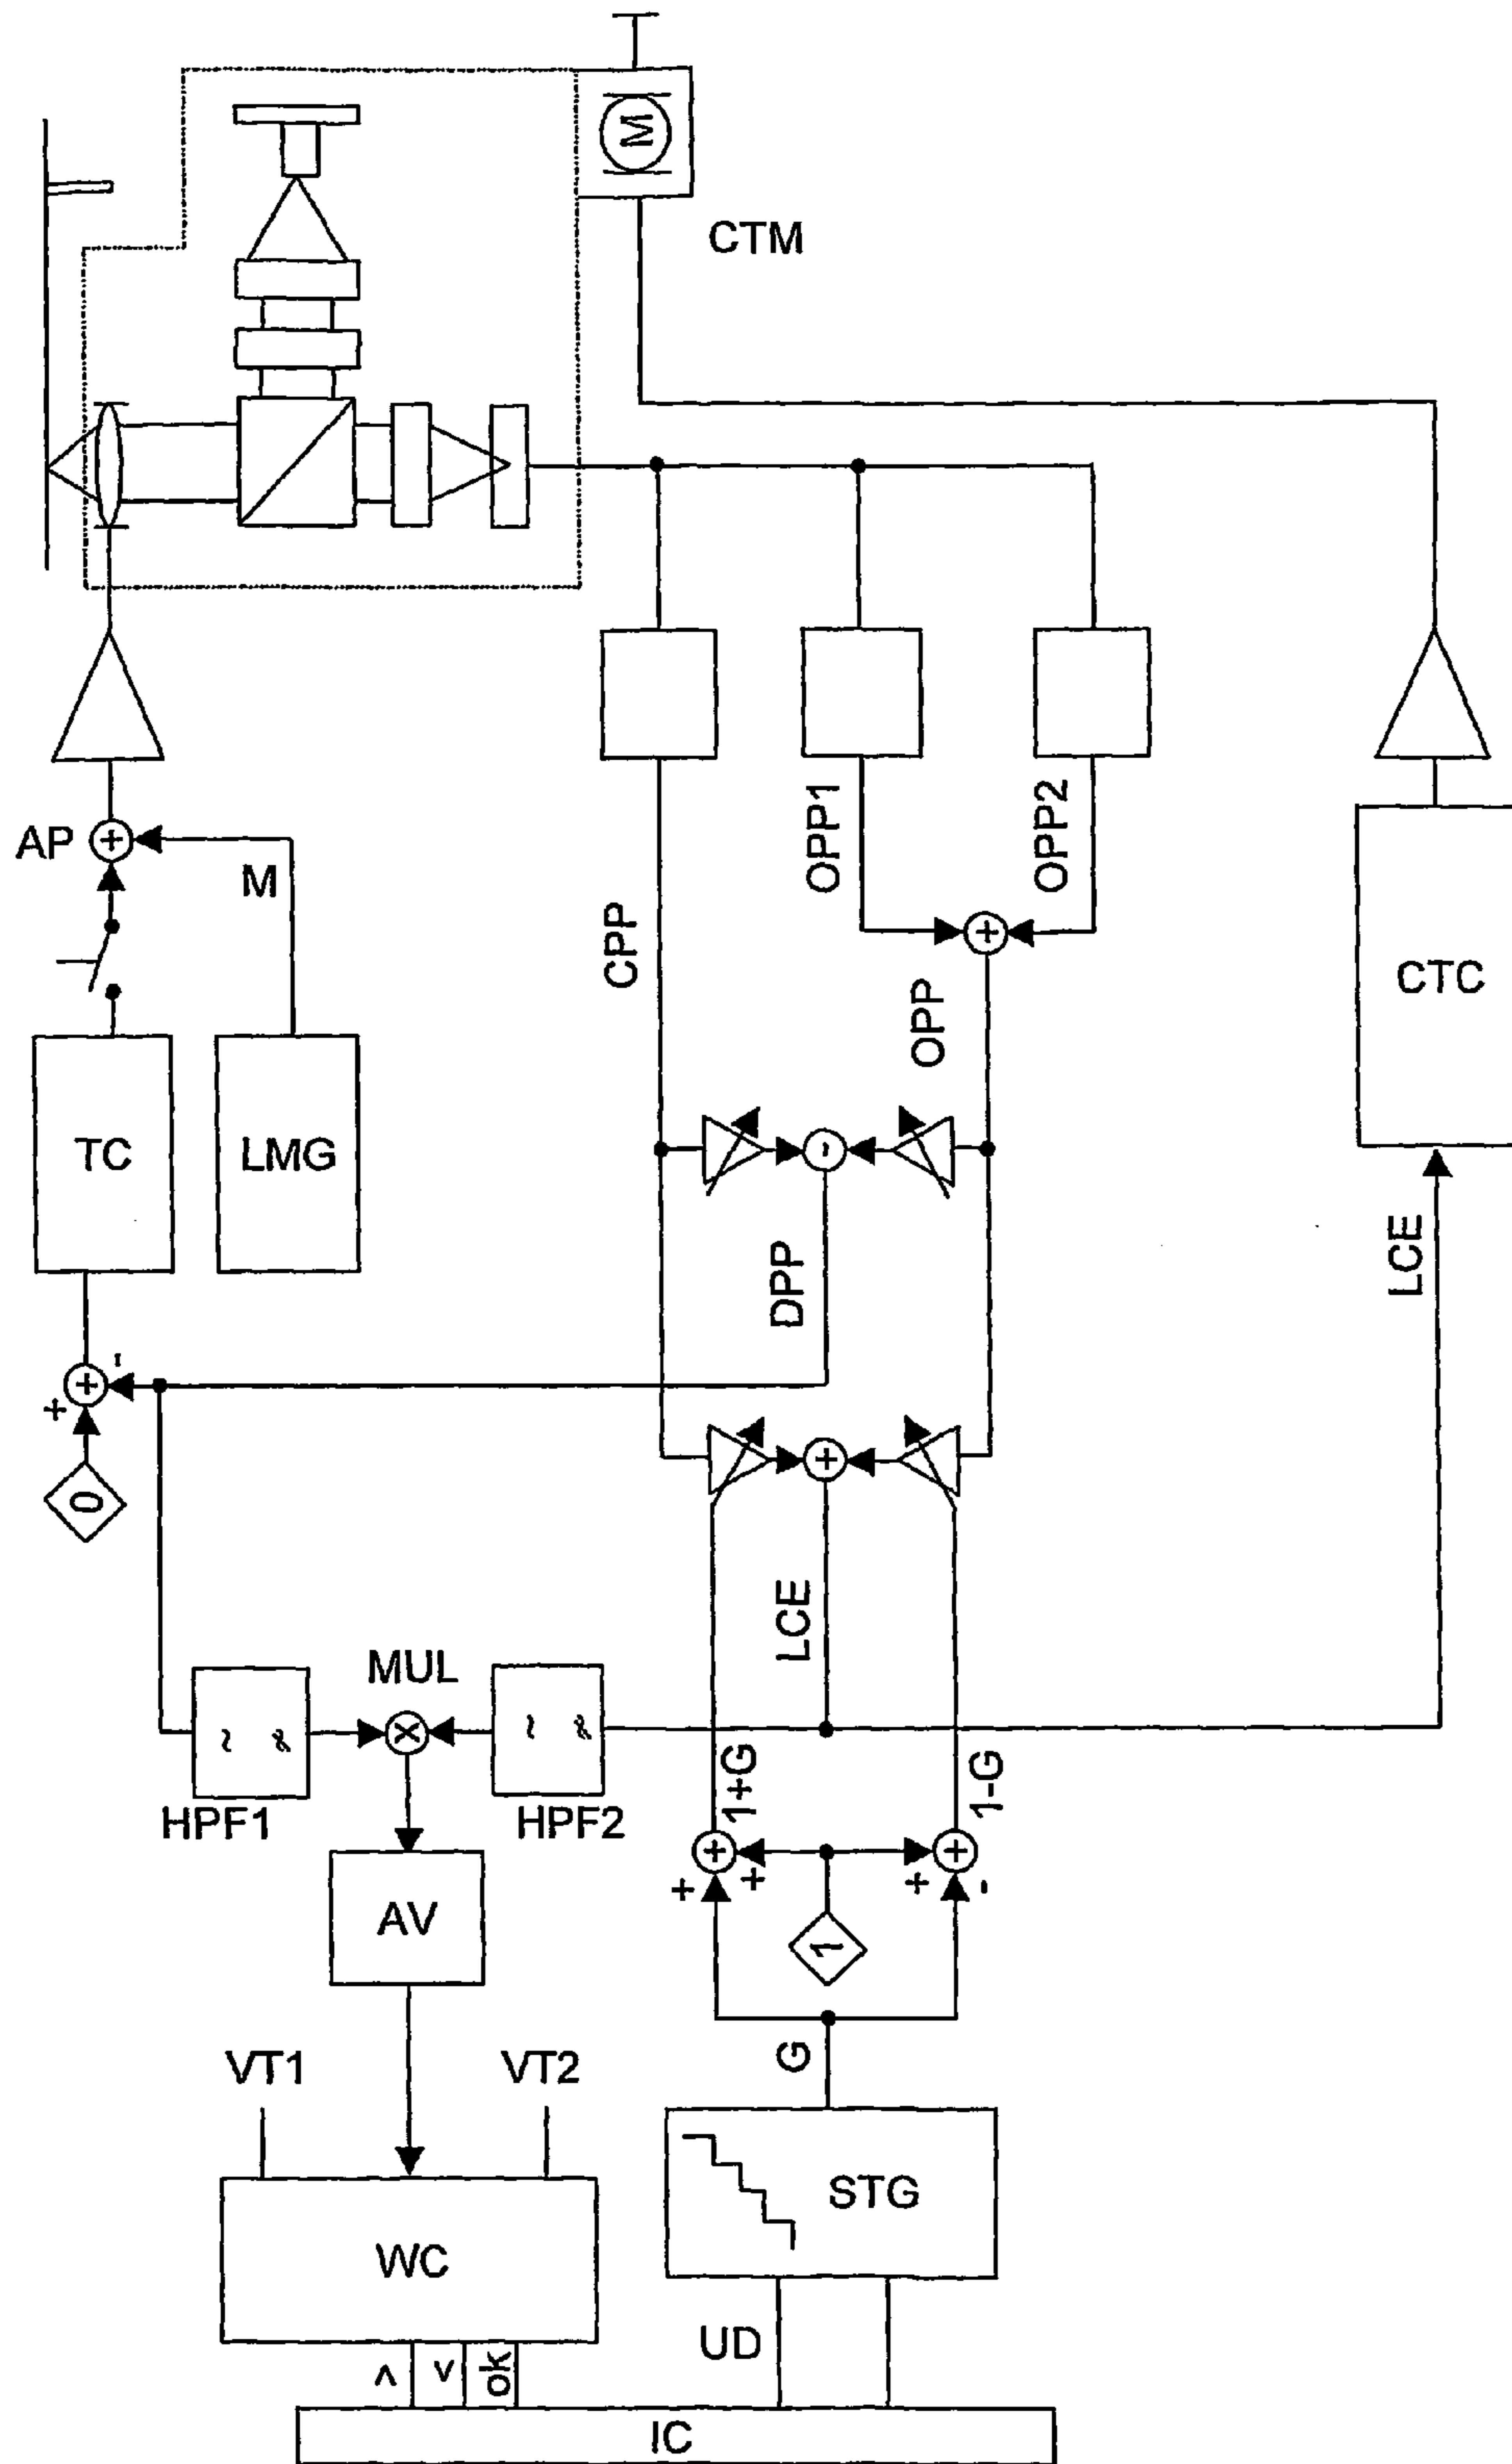 M
CTM
AP
+
M
OPP1
OPP2
CPP
+
OPP
CTC
TC
LMG
-
DPP
LCE
+
-
+
0
+
LCE
MUL
1+G
1-G
HPF1
HPF2
+
+
+
+
+
-
AV
1
G
VT1
VT2
STG
WC
UD
^
v
ok
IC